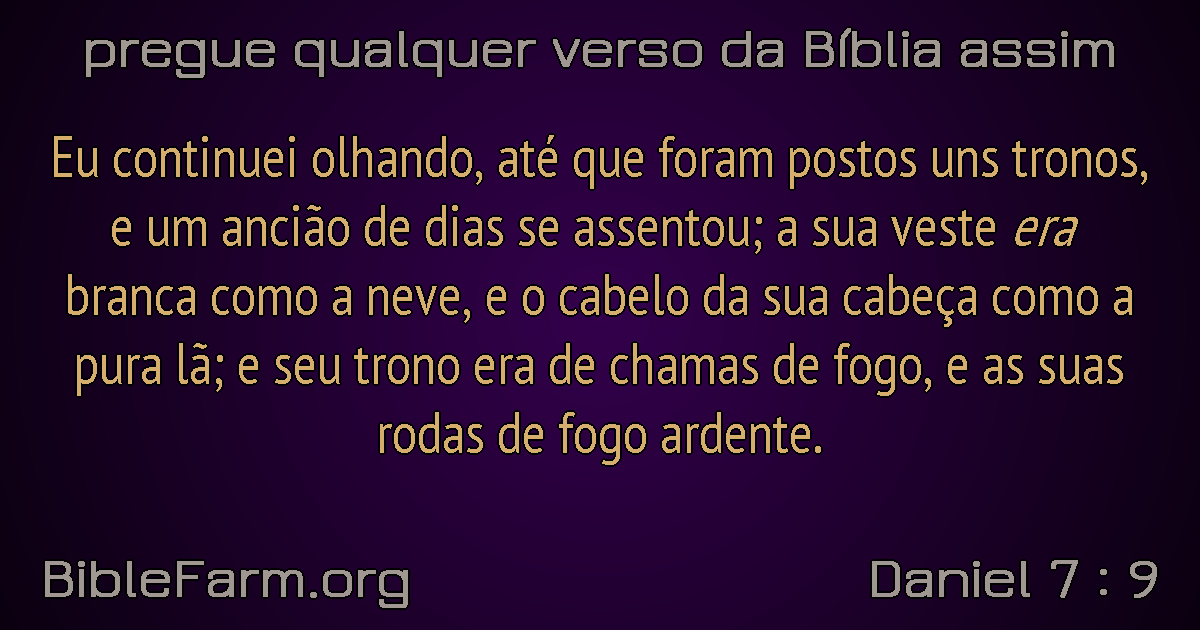 pregue qualquer verso da Bíblia assim
Eu continuei olhando, até que foram postos uns tronos,
e um ancião de dias se assentou; a sua veste era
branca como a neve, e o cabelo da sua cabeça como a
pura lã; e seu trono era de chamas de fogo, e as suas
rodas de fogo ardente.
BibleFarm.org
Daniel 7 : 9